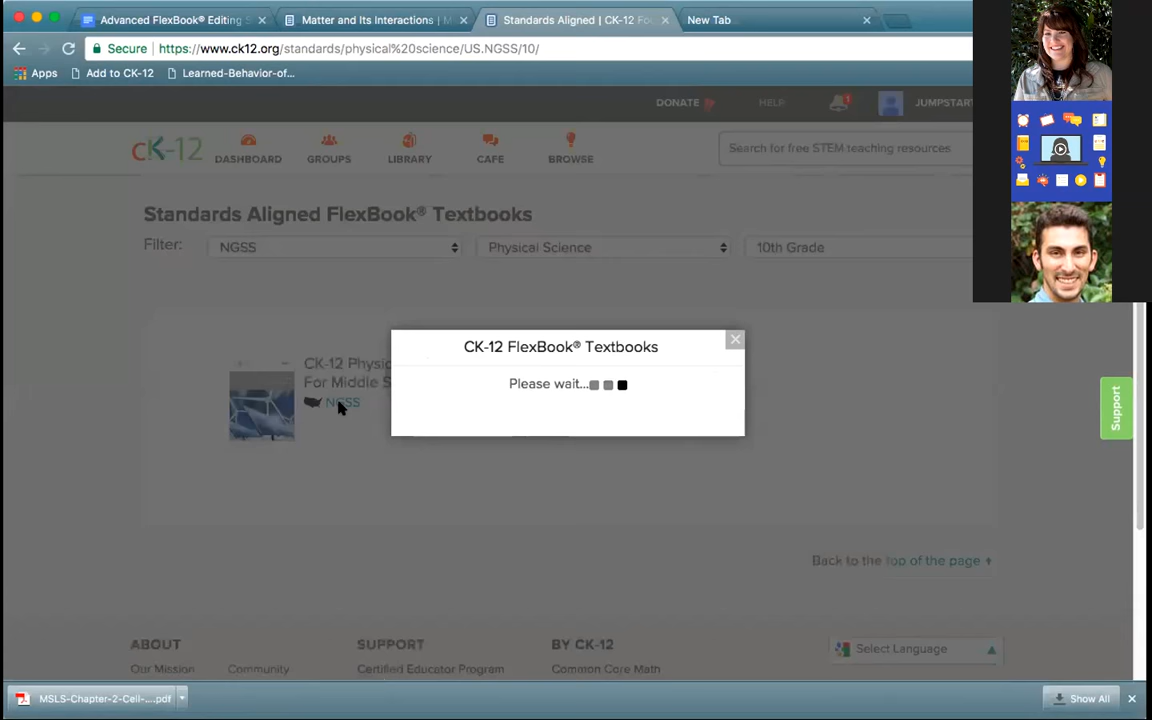 Advanced FlexBook® Editing S
Matter and Its Interactions | M
Standards Aligned | CK-12 Fo
New Tab
Secure https://www.ck12.org/standards/physical%20science/US.NGSS/10/
Apps Add to CK-12 Learned-Behavior-of...
DONATE HELP 1 JUMPSTART
cK-12 DASHBOARD GROUPS LIBRARY CAFE BROWSE Search for free STEM teaching resources
Standards Aligned FlexBook® Textbooks
Filter: NGSS Physical Science 10th Grade
CK-12 FlexBook® Textbooks
Please wait...
CK-12 Physic
For Middle S
NGSS
Support
Back to the top of the page
ABOUT SUPPORT BY CK-12 Select Language
Our Mission Community Certified Educator Program Common Core Math
MSLS-Chapter-2-Cell-....pdf Show All